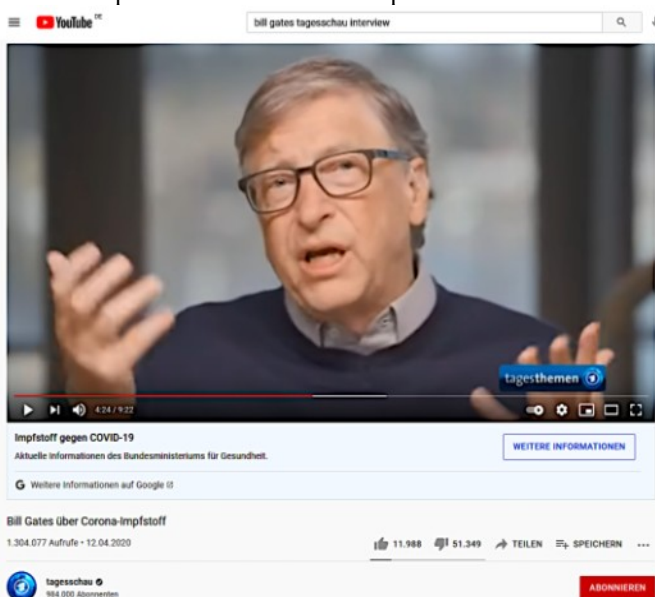 YouTube DE
bill gates tagesschau interview
tagesthemen
4:24 / 9:22
Impfstoff gegen COVID-19
Aktuelle Informationen des Bundesministeriums für Gesundheit.
WEITERE INFORMATIONEN
G Weitere Informationen auf Google
Bill Gates über Corona-Impfstoff
1.304.077 Aufrufe • 12.04.2020
11.988 51.349 TEILEN SPEICHERN ...
tagesschau
984.000 Abonnenten
ABONNIEREN